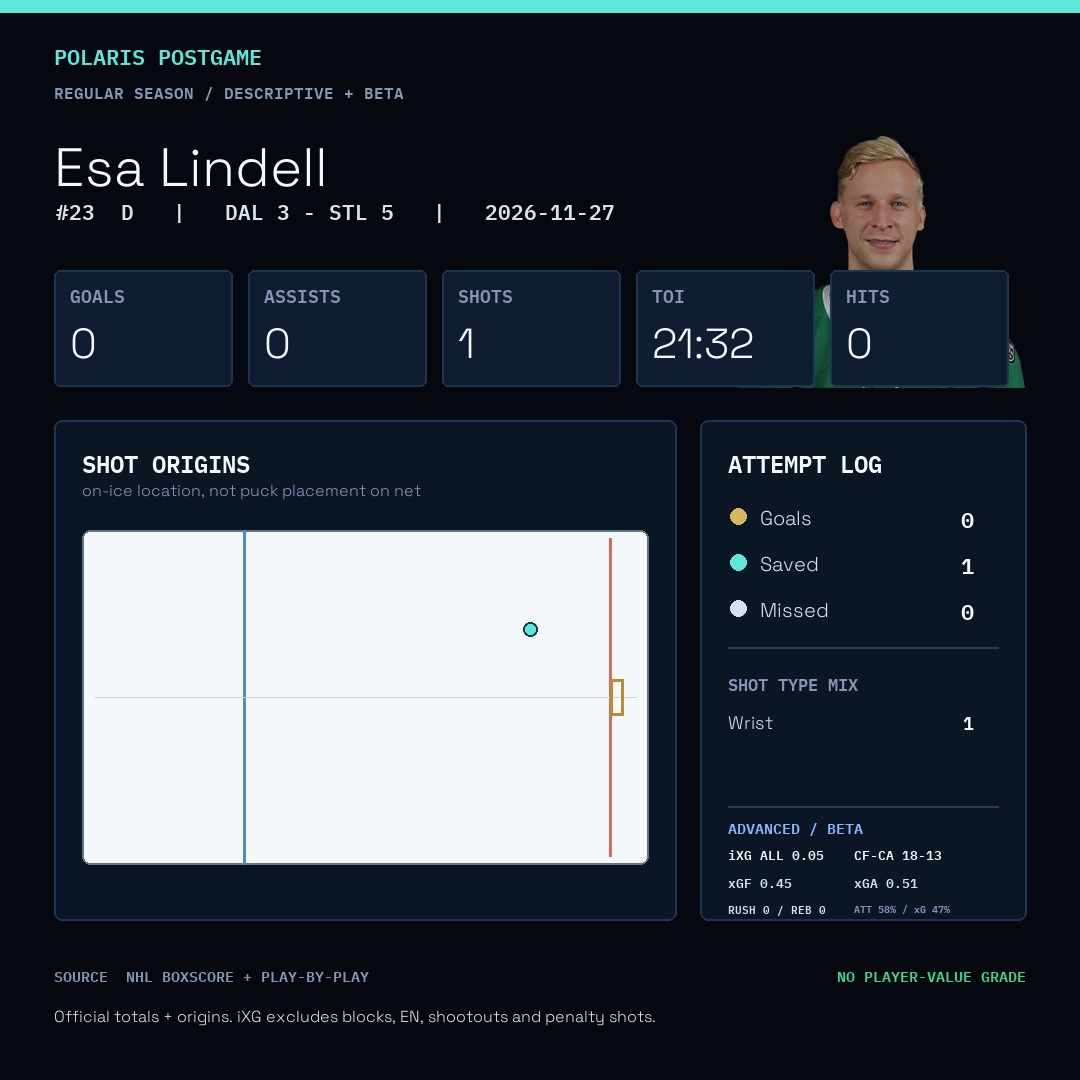 POLARIS POSTGAME
REGULAR SEASON / DESCRIPTIVE + BETA
Esa Lindell
#23 D | DAL 3 - STL 5 | 2026-11-27
GOALS ASSISTS SHOTS TOI HITS
0 0 1 21:32 0
SHOT ORIGINS
on-ice location, not puck placement on net
ATTEMPT LOG
Goals 0
Saved 1
Missed 0
SHOT TYPE MIX
Wrist 1
ADVANCED / BETA
iXG ALL 0.05 CF-CA 18-13
xGF 0.45 xGA 0.51
RUSH 0 / REB 0 ATT 58% / xG 47%
SOURCE NHL BOXSCORE + PLAY-BY-PLAY
NO PLAYER-VALUE GRADE
Official totals + origins. iXG excludes blocks, EN, shootouts and penalty shots.